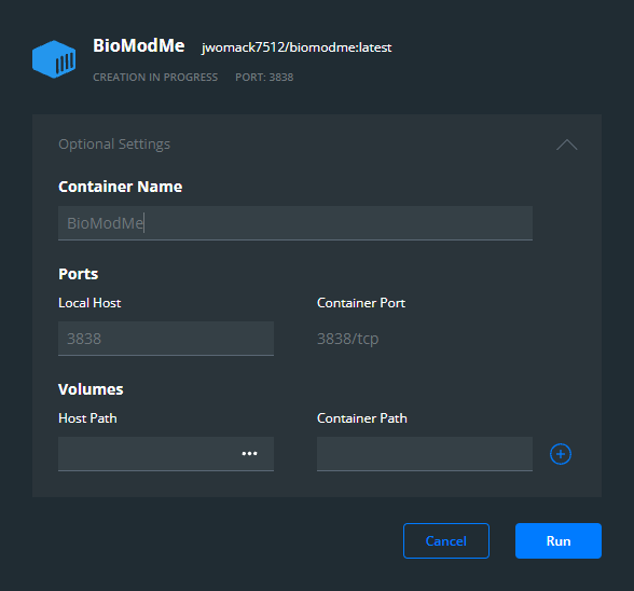 BioModMe jwomack7512/biomodme:latest
CREATION IN PROGRESS PORT: 3838
Optional Settings
Container Name
BioModMe
Ports
Local Host Container Port
3838 3838/tcp
Volumes
Host Path Container Path
Cancel Run